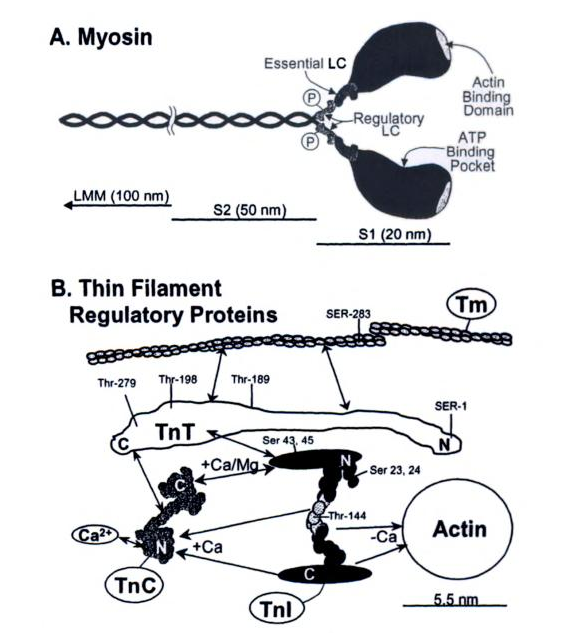 A. Myosin
Essential LC
P
Regulatory
LC
P
Actin
Binding
Domain
ATP
Binding
Pocket
LMM (100 nm)
S2 (50 nm)
S1 (20 nm)
B. Thin Filament
Regulatory Proteins
SER-283
Tm
Thr-279
Thr-198
Thr-189
SER-1
C
TnT
N
Ser 43, 45
+Ca/Mg
N
Ser 23, 24
C
Thr-144
Ca2+
N
+Ca
-Ca
Actin
TnC
C
TnI
5.5 nm